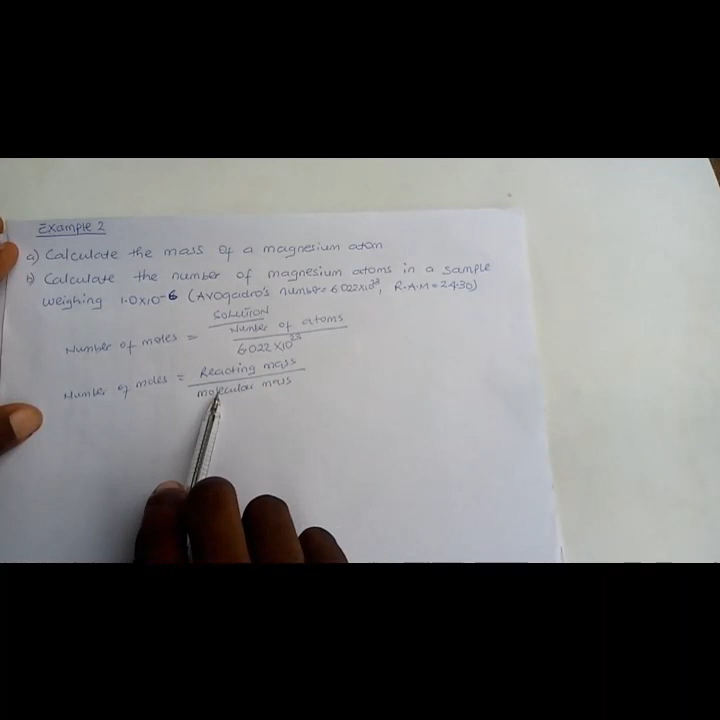 Example 2
a) Calculate the mass of a magnesium atom
b) Calculate the number of magnesium atoms in a sample
weighing 1.0x10-6 (Avogadro's number = 6.022x10²³, R.A.M = 24.30)
SOLUTION
Number of moles = Number of atoms
6.022 x10²³
Number of moles = Reacting mass
molecular mass